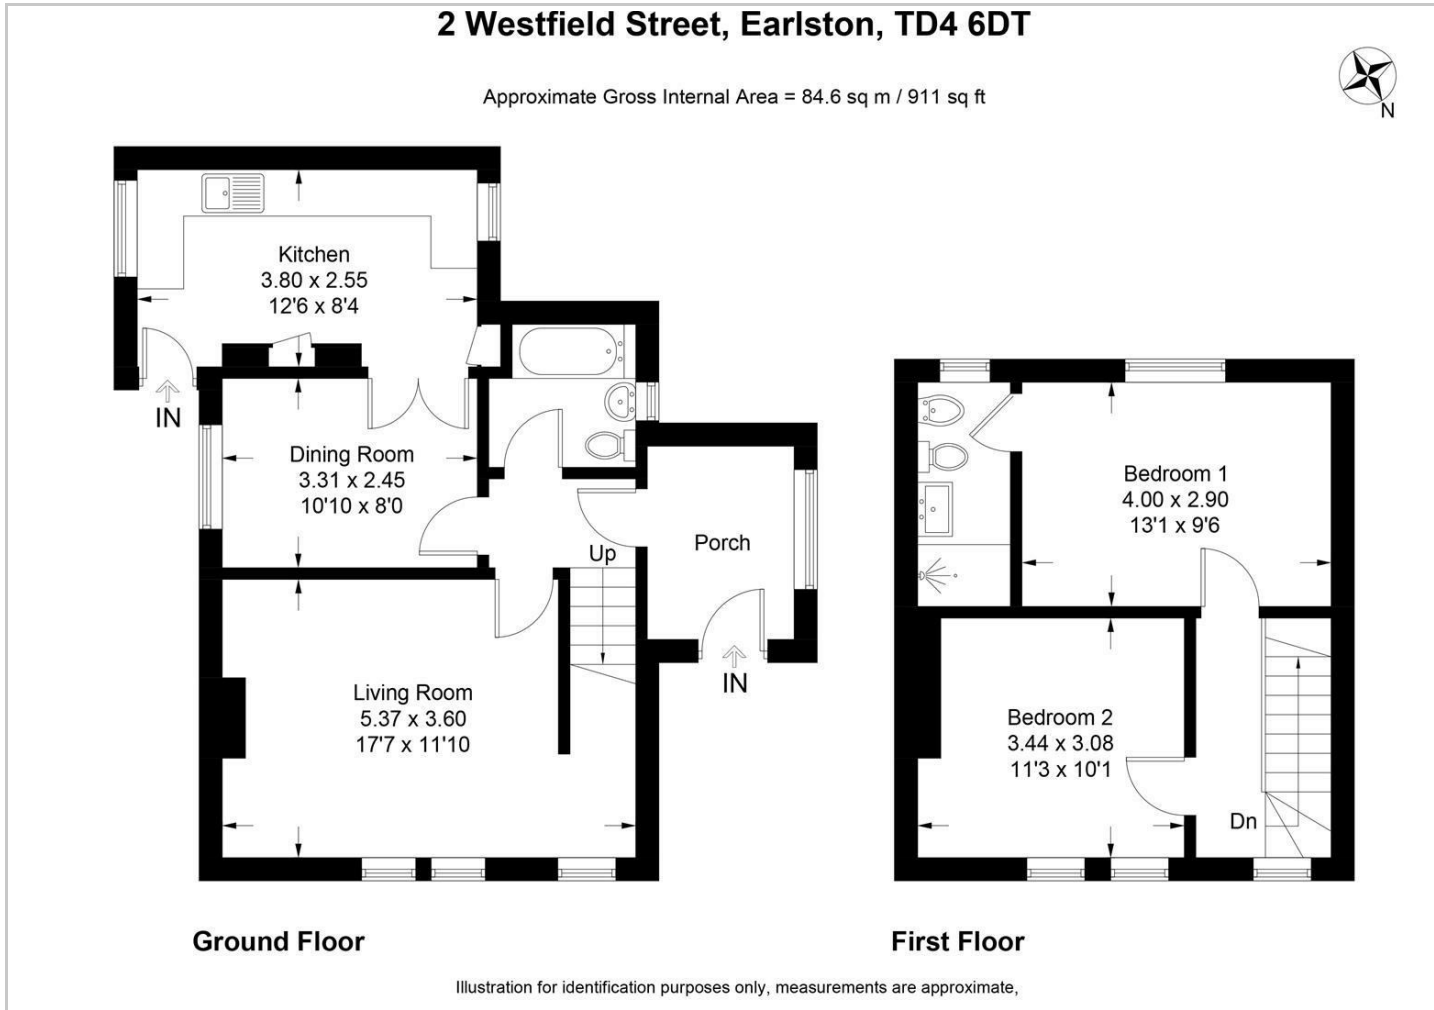 2 Westfield Street, Earlston, TD4 6DT
Approximate Gross Internal Area = 84.6 sq m / 911 sq ft
N
Kitchen
3.80 x 2.55
12'6 x 8'4
IN
Dining Room
3.31 x 2.45
10'10 x 8'0
Up
Porch
IN
Living Room
5.37 x 3.60
17'7 x 11'10
Bedroom 1
4.00 x 2.90
13'1 x 9'6
Bedroom 2
3.44 x 3.08
11'3 x 10'1
Dn
Ground Floor
First Floor
Illustration for identification purposes only, measurements are approximate,